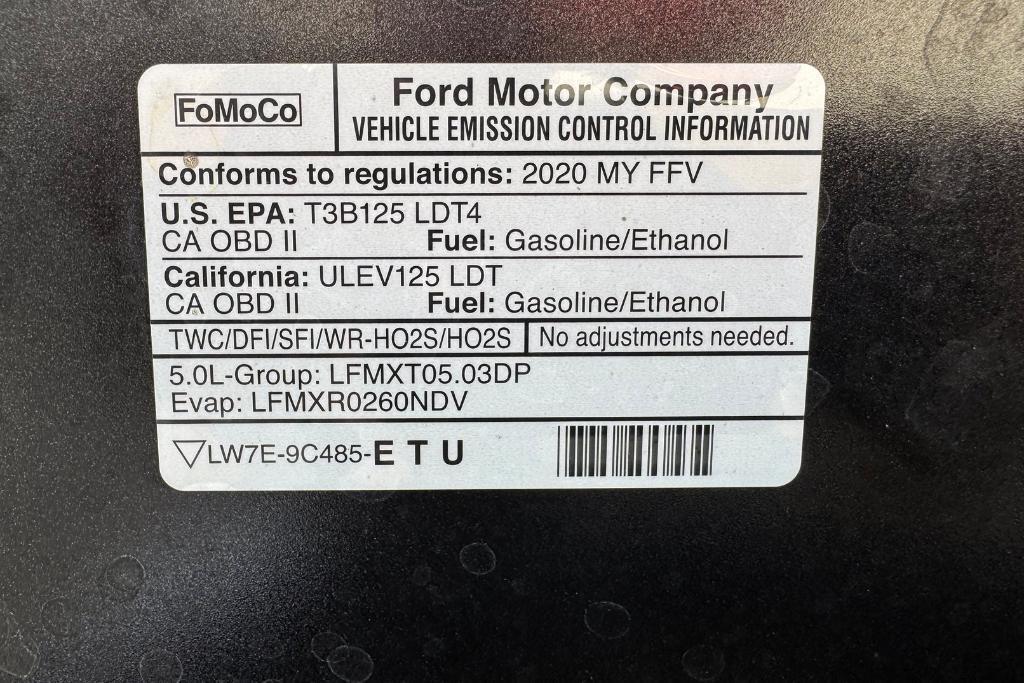 FoMoCo
Ford Motor Company
VEHICLE EMISSION CONTROL INFORMATION
Conforms to regulations: 2020 MY FFV
U.S. EPA: T3B125 LDT4
CA OBD II Fuel: Gasoline/Ethanol
California: ULEV125 LDT
CA OBD II Fuel: Gasoline/Ethanol
TWC/DFI/SFI/WR-HO2S/HO2S No adjustments needed.
5.0L-Group: LFMXT05.03DP
Evap: LFMXR0260NDV
LW7E-9C485-E T U